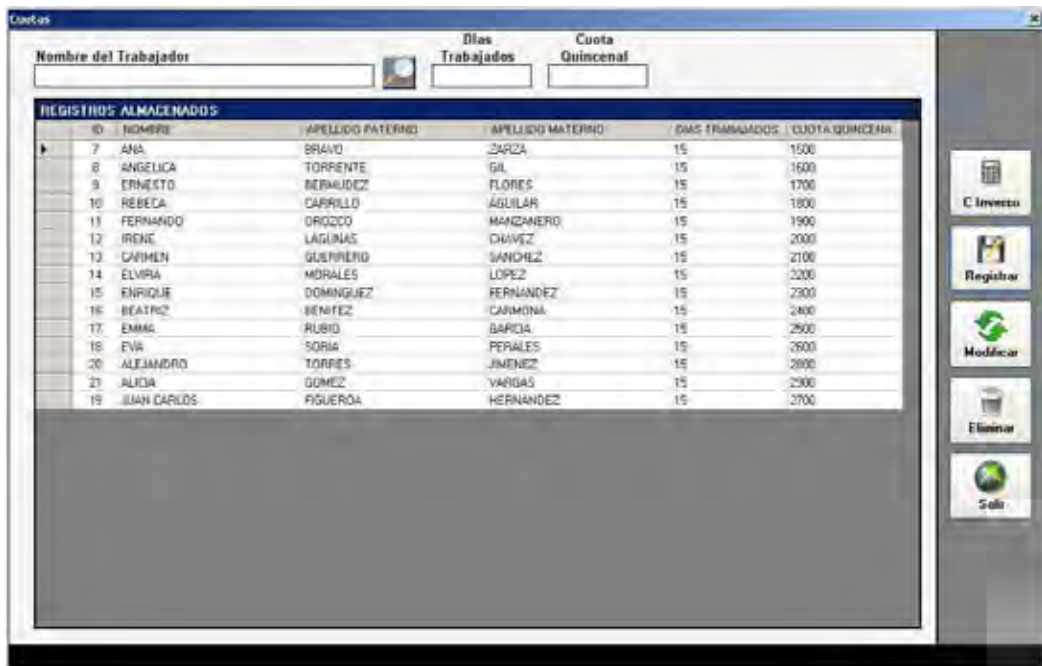 Cuotas
Nombre del Trabajador
Dias Trabajados
Cuota Quincenal
REGISTROS ALMACENADOS
ID NOMBRE APELLIDO PATERNO APELLIDO MATERNO DIAS TRABAJADOS CUOTA QUINCENA
7 ANA BRAVO ZARZA 15 1500
8 ANGELICA TORRENTE GIL 15 1600
9 ERNESTO BERMUDEZ FLORES 15 1700
10 REBECA CARRILLO AGUILAR 15 1800
11 FERNANDO OROZCO MANZANERO 15 1900
12 IRENE LAGUNAS CHAVEZ 15 2000
13 CARMEN GUERRERO SANCHEZ 15 2100
14 ELVIRA MORALES LOPEZ 15 2200
15 ENRIQUE DOMINGUEZ FERNANDEZ 15 2300
16 BEATRIZ BENITEZ CARMONA 15 2400
17 EMMA RUBIO GARCIA 15 2500
18 EVA SORIA PERALES 15 2600
20 ALEJANDRO TORRES JIMENEZ 15 2800
21 ALICIA GOMEZ VARGAS 15 2900
19 JUAN CARLOS FIGUEROA HERNANDEZ 15 2700
C Inverso
Registrar
Modificar
Eliminar
Salir